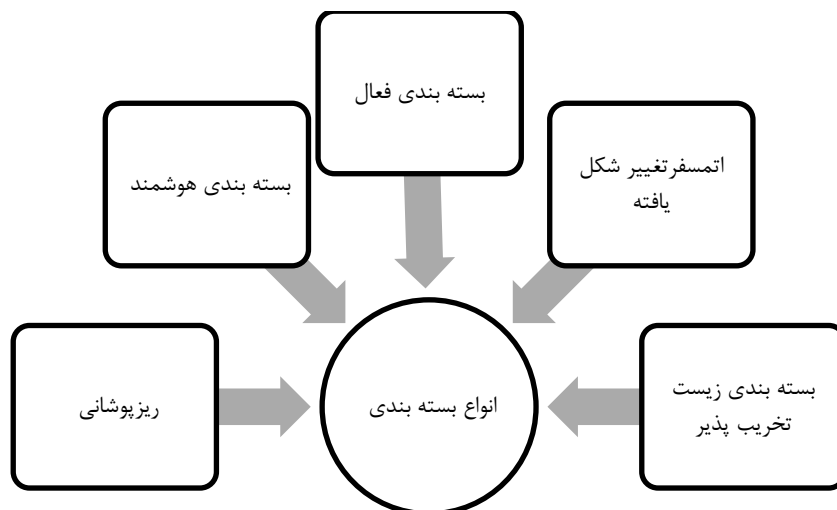 بسته بندی فعال
اتمسفرتغییر شکل
یافته
بسته بندی هوشمند
بسته بندی زیست
تخریب پذیر
انواع بسته بندی
ریزپوشانی